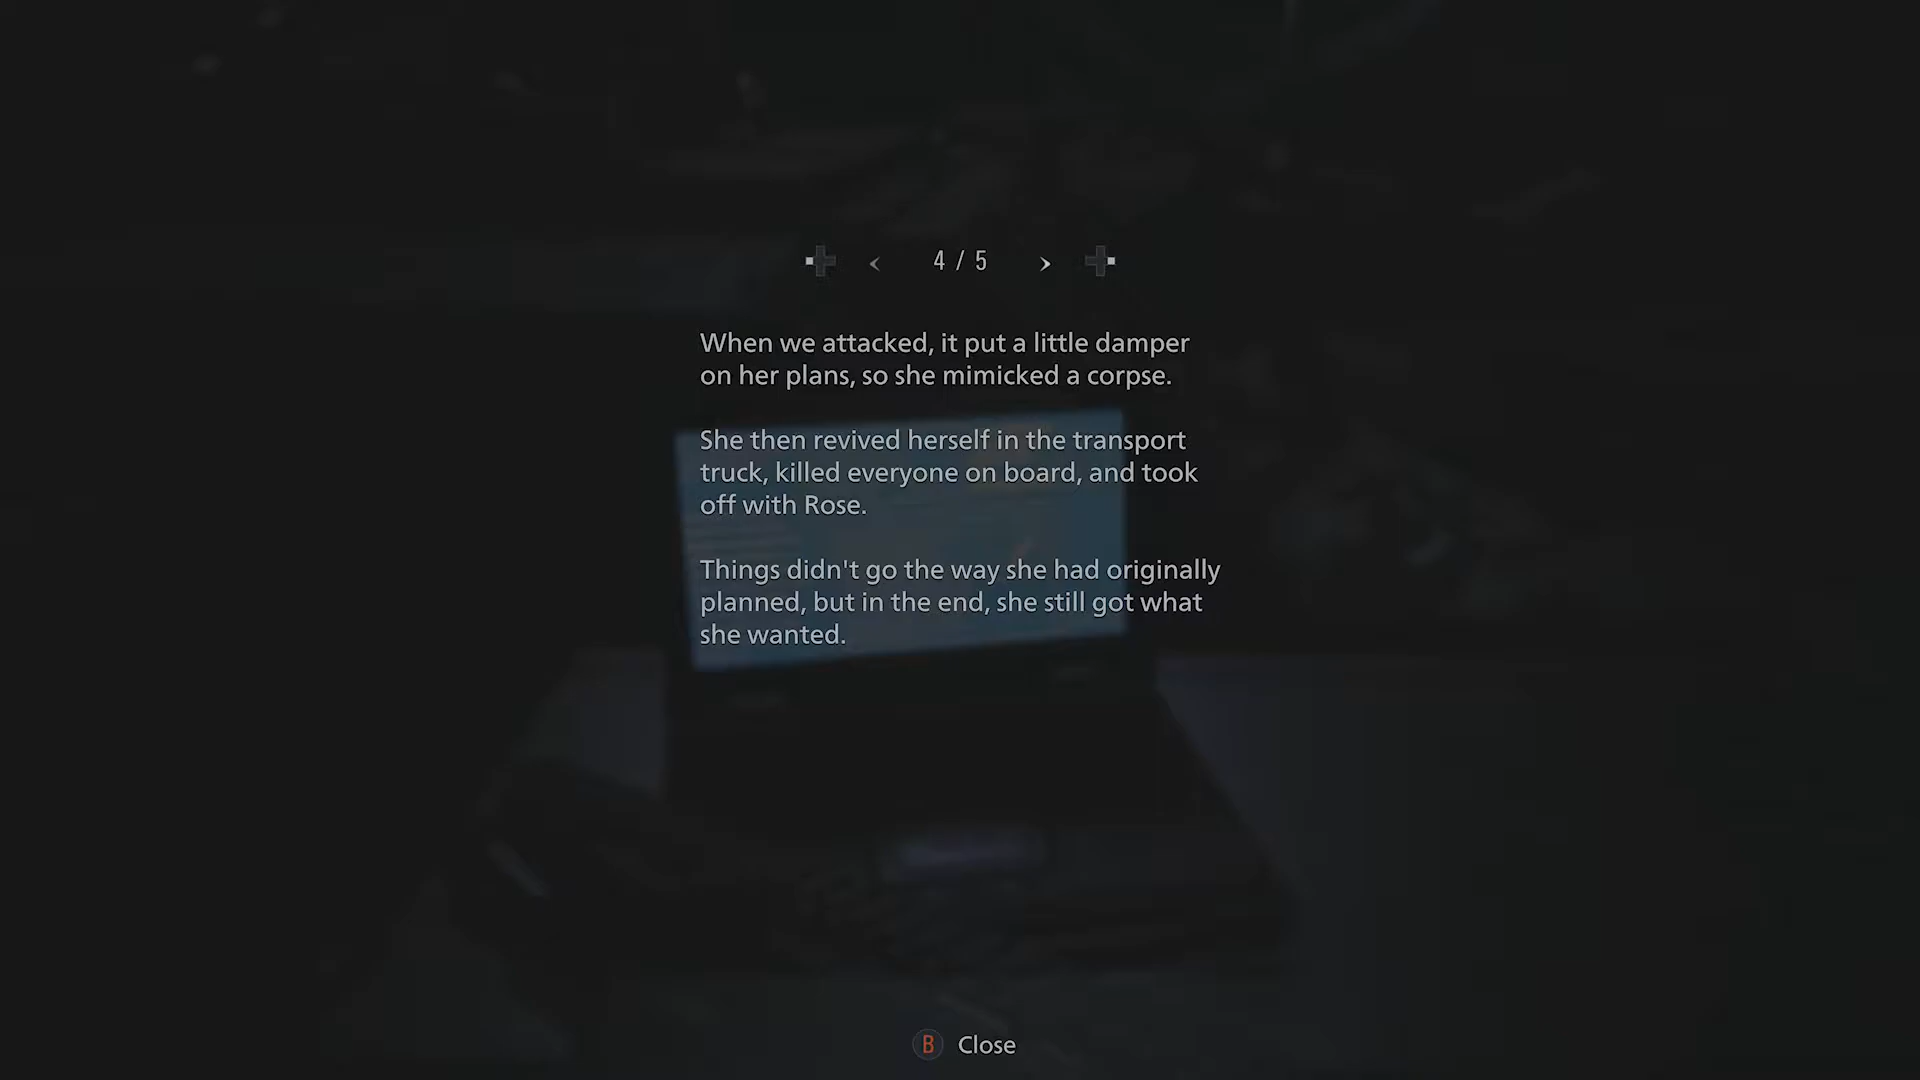 4 / 5
When we attacked, it put a little damper
on her plans, so she mimicked a corpse.
She then revived herself in the transport
truck, killed everyone on board, and took
off with Rose.
Things didn't go the way she had originally
planned, but in the end, she still got what
she wanted.
B Close